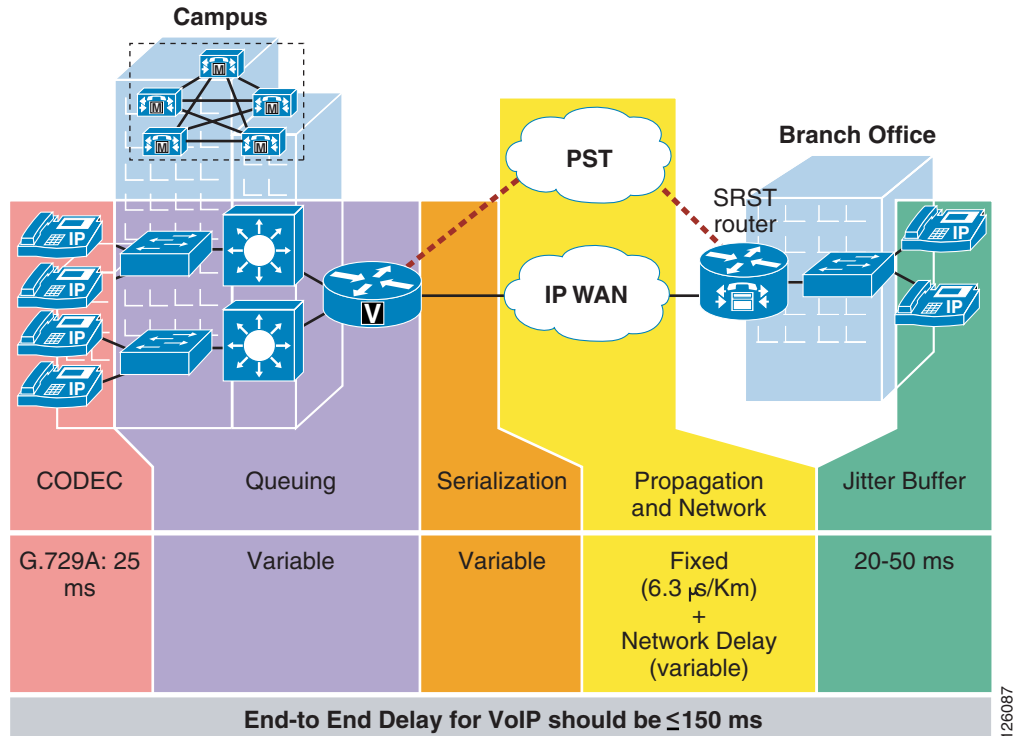 Campus
M
M
M
M
M
PST
Branch Office
SRST
router
IP
IP
IP
IP
V
IP WAN
IP
IP
CODEC
Queuing
Serialization
Propagation
and Network
Jitter Buffer
G.729A: 25
ms
Variable
Variable
Fixed
(6.3 µs/Km)
+
Network Delay
(variable)
20-50 ms
End-to End Delay for VoIP should be ≤150 ms
126087